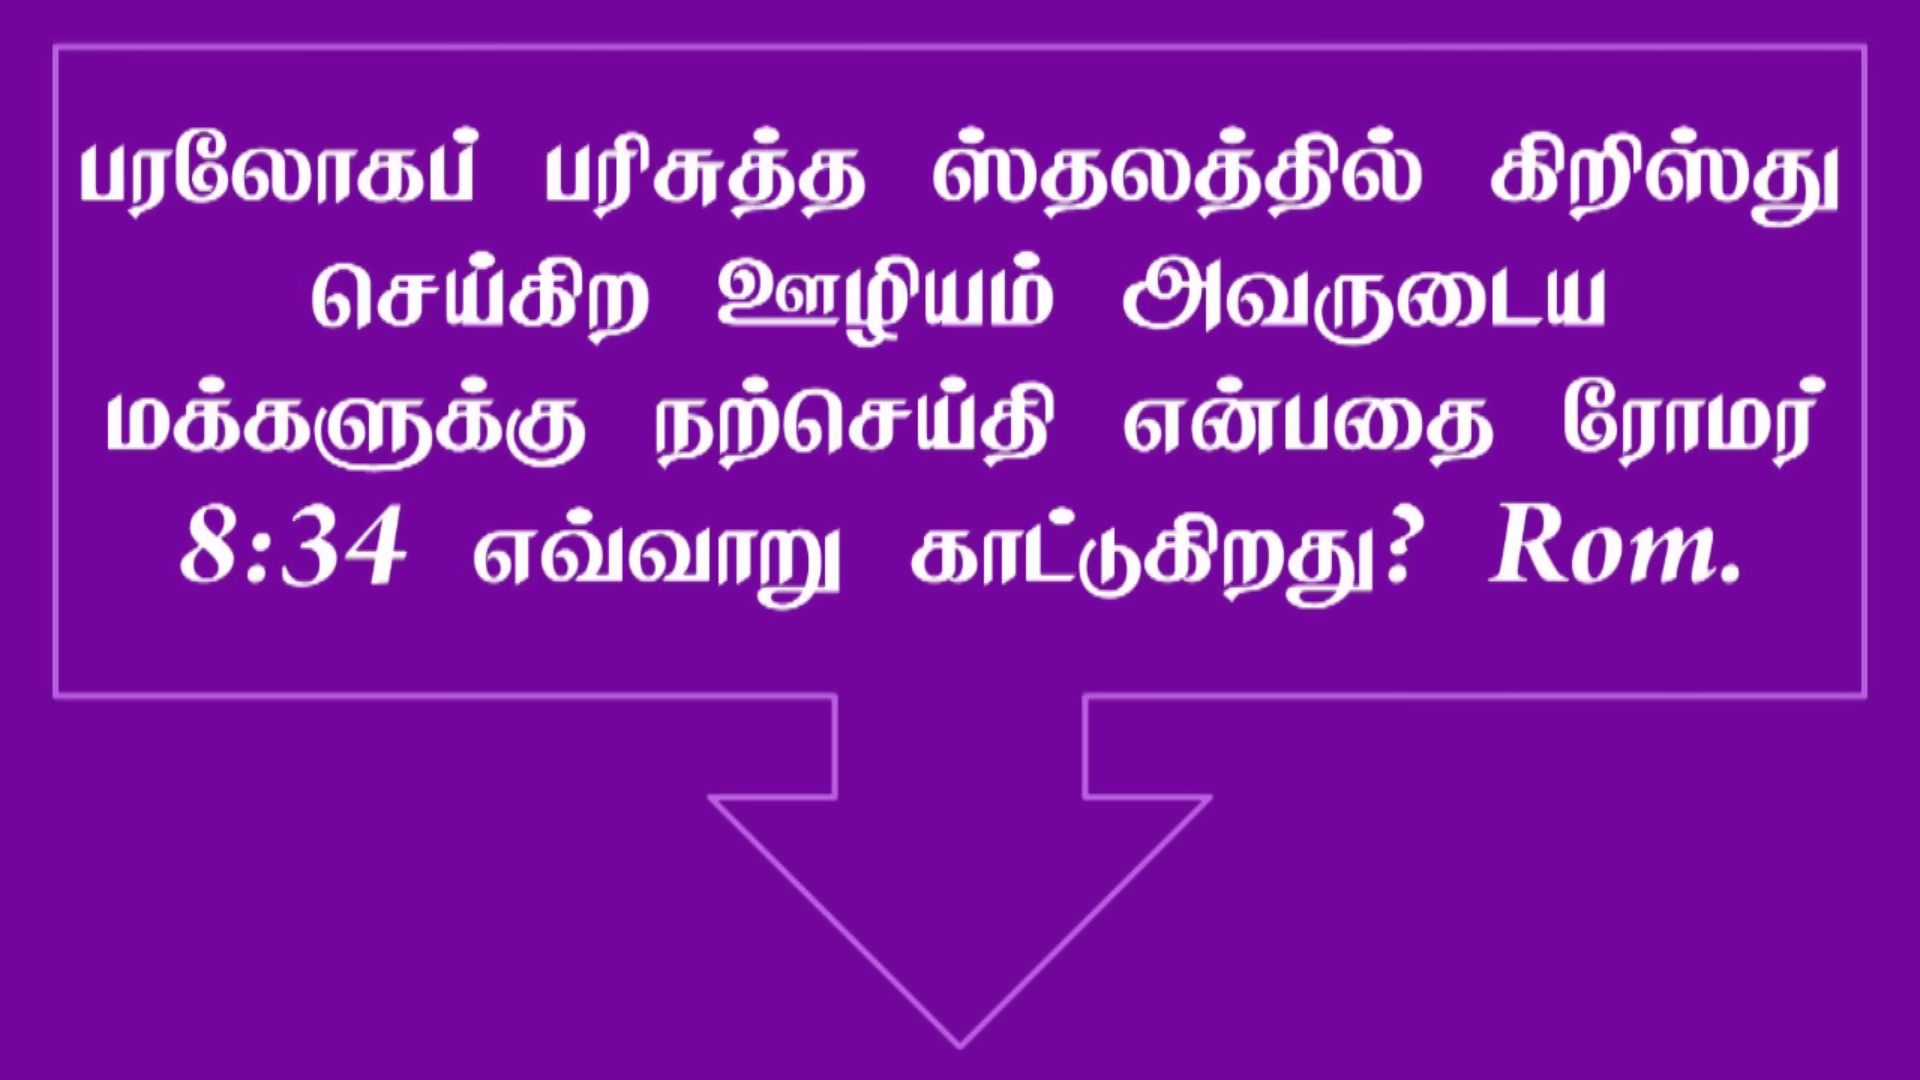 பரலோகப் பரிசுத்த ஸ்தலத்தில் கிறிஸ்து
செய்கிற ஊழியம் அவருடைய
மக்களுக்கு நற்செய்தி என்பதை ரோமர்
8:34 எவ்வாறு காட்டுகிறது? Rom.